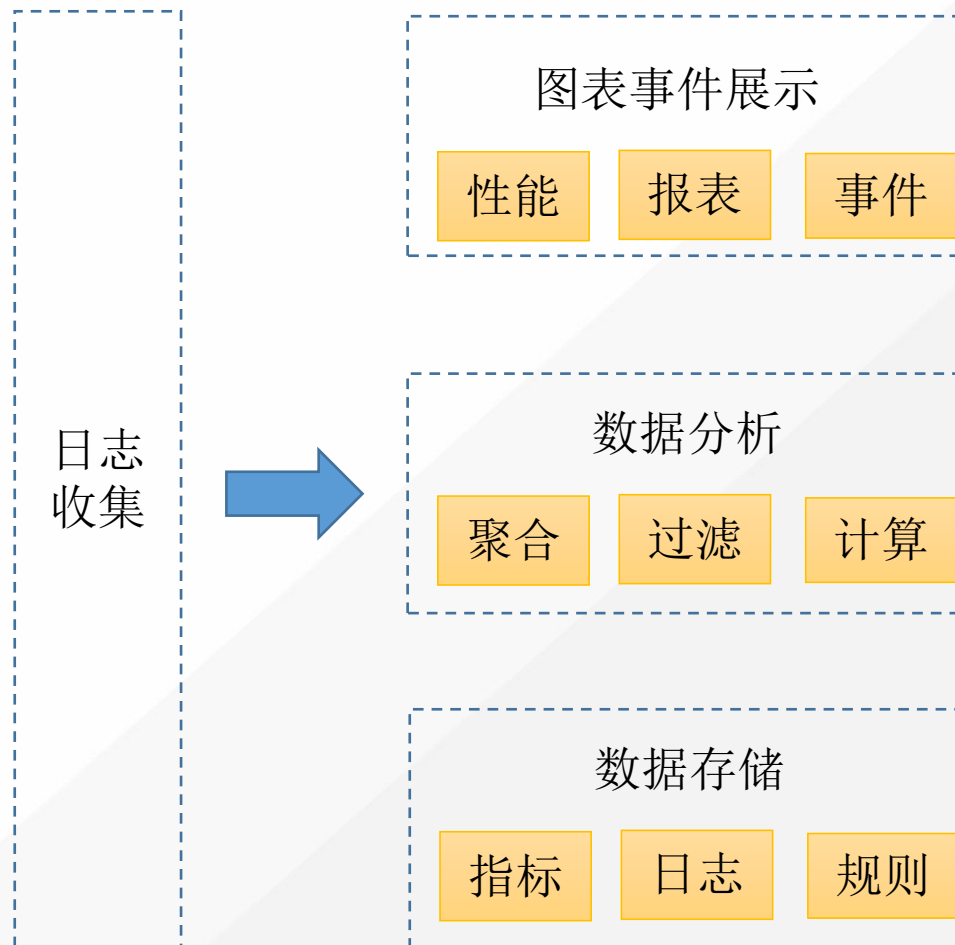 日志
收集
图表事件展示
性能 报表 事件
数据分析
聚合 过滤 计算
数据存储
指标 日志 规则